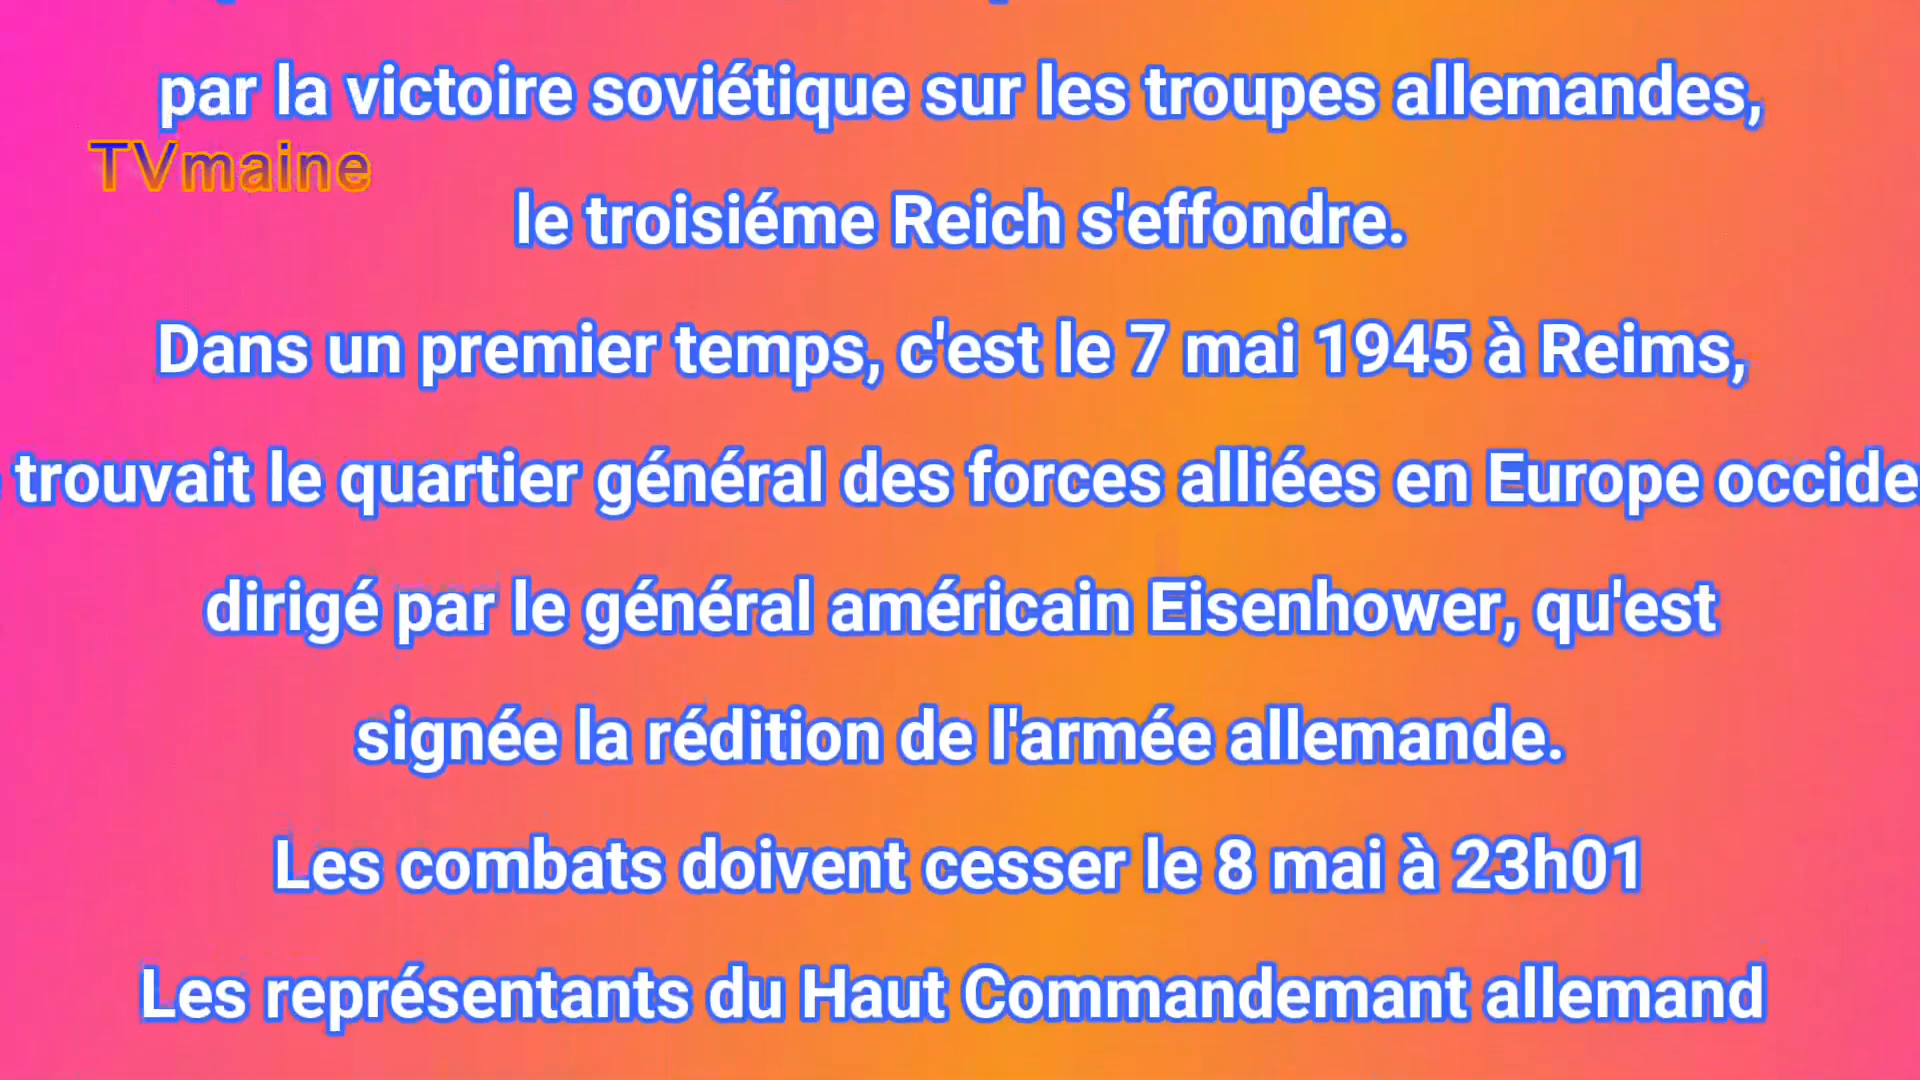 par la victoire soviétique sur les troupes allemandes,
TVmaine
le troisiéme Reich s'effondre.
Dans un premier temps, c'est le 7 mai 1945 à Reims,
trouvait le quartier général des forces alliées en Europe occide
dirigé par le général américain Eisenhower, qu'est
signée la rédition de l'armée allemande.
Les combats doivent cesser le 8 mai à 23h01
Les représentants du Haut Commandemant allemand